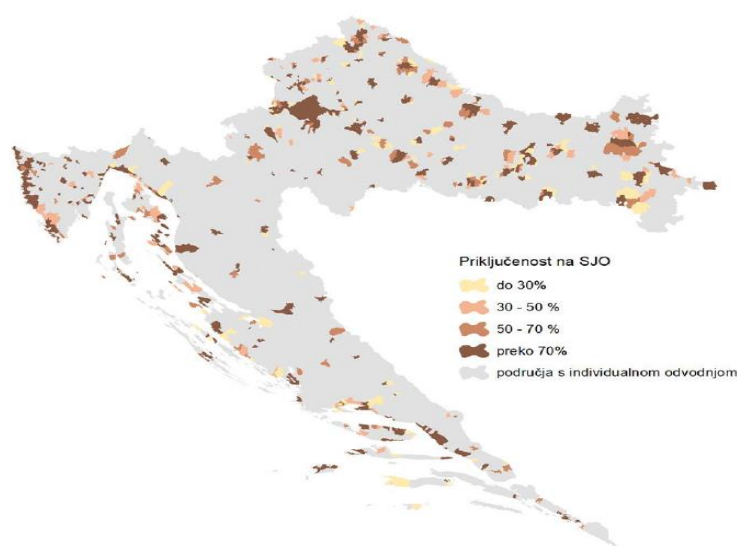 Priključenost na SJO
do 30%
30 - 50 %
50 - 70 %
preko 70%
područja s individualnom odvodnjom